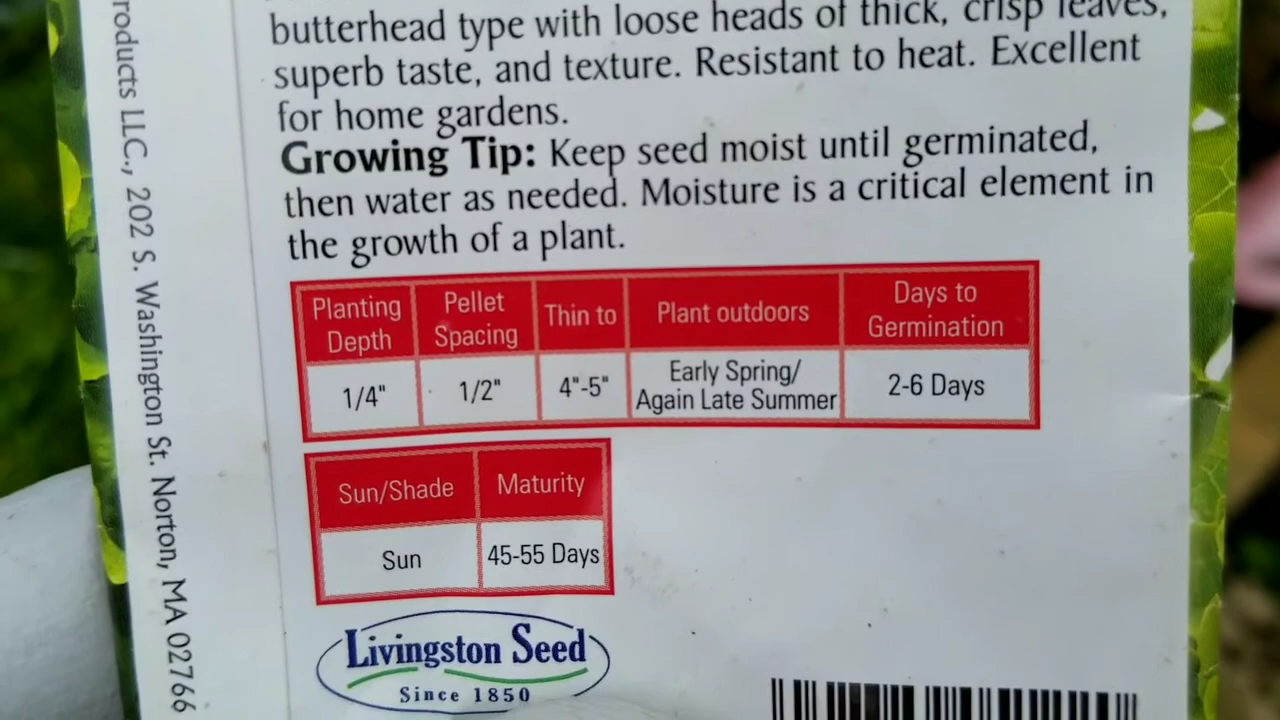 butterhead type with loose heads of thick, crisp leaves,
superb taste, and texture. Resistant to heat. Excellent
for home gardens.
Growing Tip: Keep seed moist until germinated,
then water as needed. Moisture is a critical element in
the growth of a plant.
Planting Depth
Pellet Spacing
Thin to
Plant outdoors
Days to Germination
1/4"
1/2"
4"-5"
Early Spring/
Again Late Summer
2-6 Days
Sun/Shade
Maturity
Sun
45-55 Days
Livingston Seed
Since 1850
roducts LLC., 202 S. Washington St. Norton, MA 02766